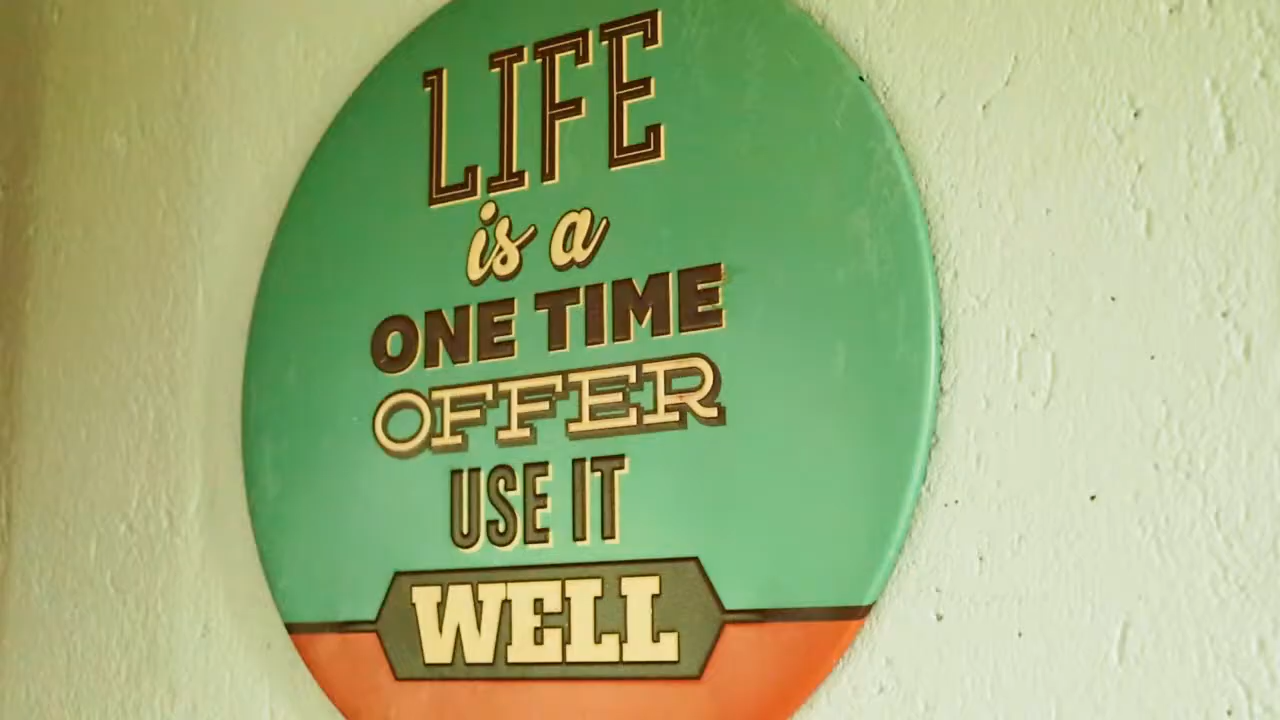 LIFE
is a
ONE TIME
OFFER
USE IT
WELL